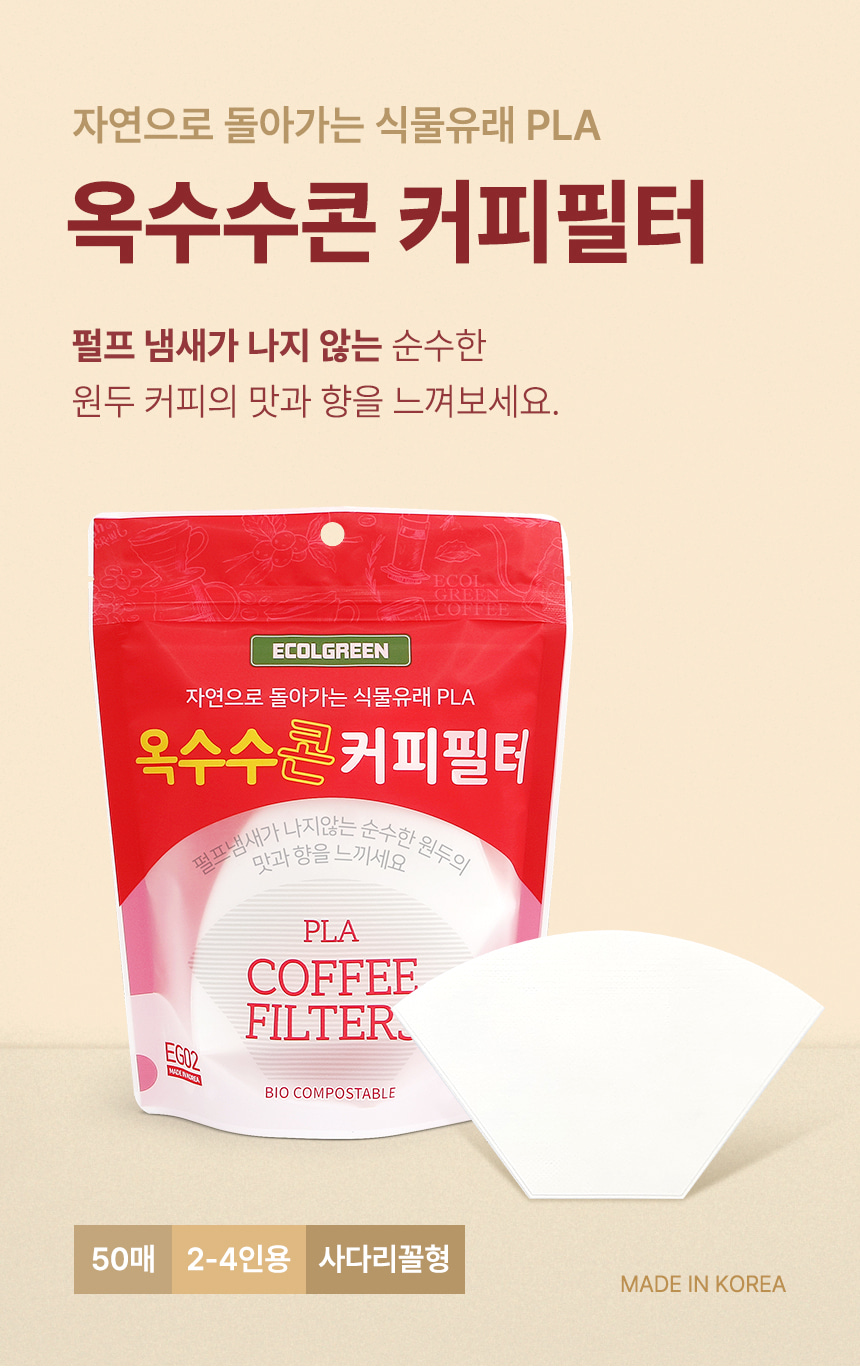 자연으로 돌아가는 식물유래 PLA
옥수수콘 커피필터
펄프 냄새가 나지 않는 순수한
원두 커피의 맛과 향을 느껴보세요.
ECOL
GREEN
COFFEE
ECOLGREEN
자연으로 돌아가는 식물유래 PLA
옥수수콘커피필터
펄프냄새가 나지않는 순수한 원두의
맛과 향을 느끼세요
PLA
COFFEE
FILTERS
EG02
MADE IN KOREA
BIO COMPOSTABLE
50매 2-4인용 사다리꼴형
MADE IN KOREA